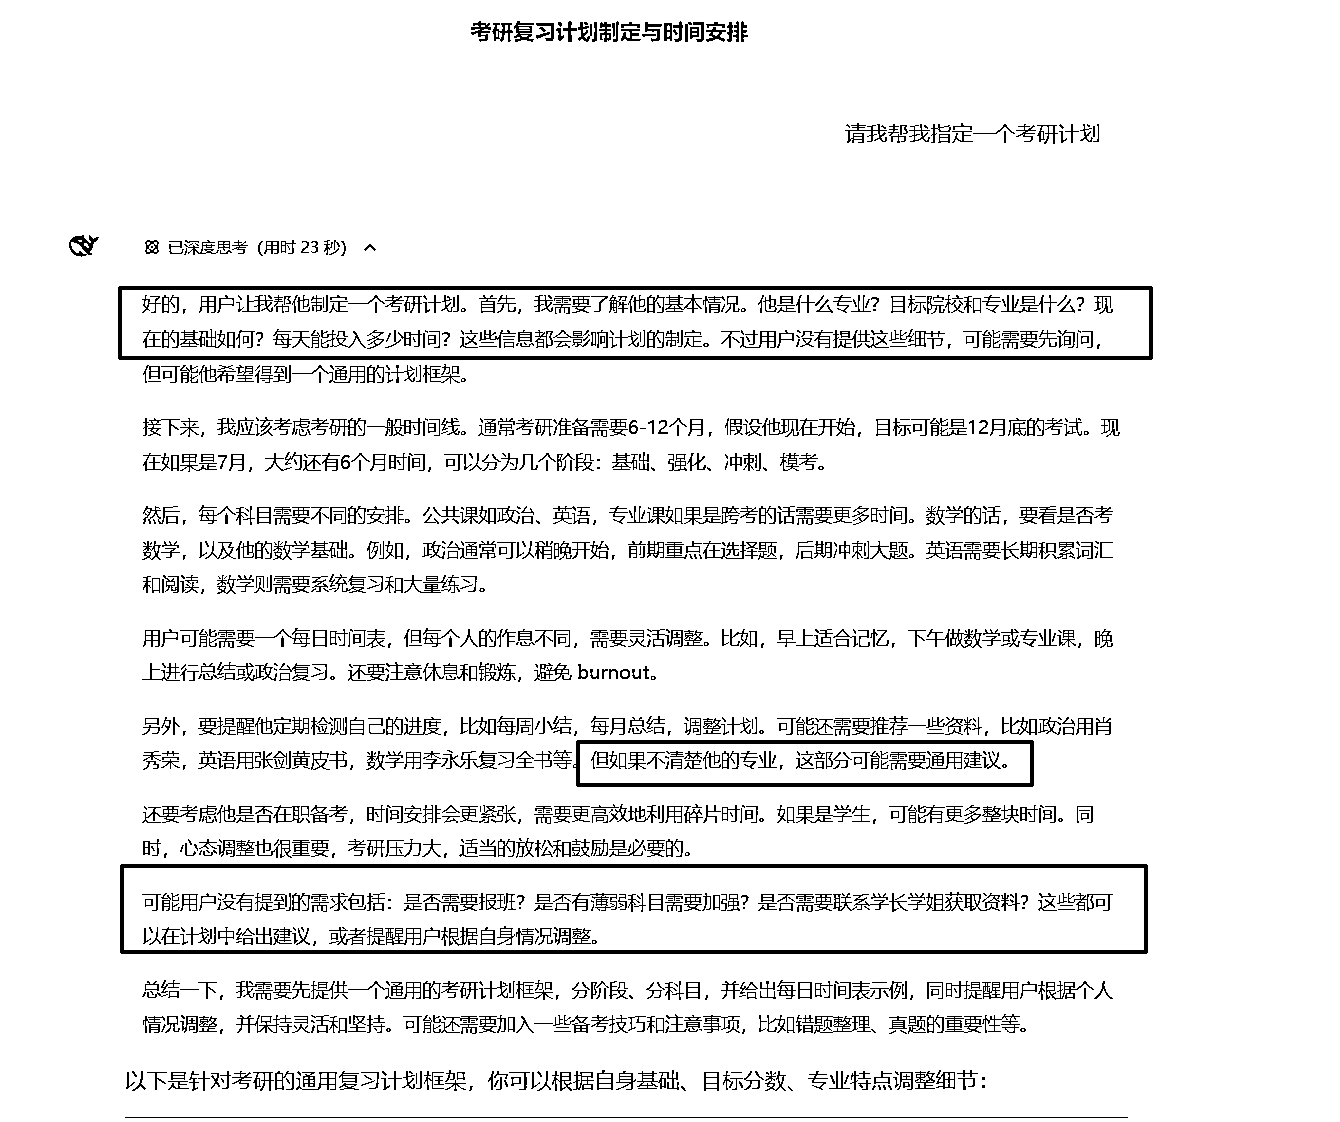 考研复习计划制定与时间安排
请我帮我指定一个考研计划
已深度思考（用时 23 秒）
好的，用户让我帮他制定一个考研计划。首先，我需要了解他的基本情况。他是什么专业？目标院校和专业是什么？现
在的基础如何？每天能投入多少时间？这些信息都会影响计划的制定。不过用户没有提供这些细节，可能需要先询问，
但可能他希望得到一个通用的计划框架。
接下来，我应该考虑考研的一般时间线。通常考研准备需要6-12个月，假设他现在开始，目标可能是12月底的考试。现
在如果是7月，大约还有6个月时间，可以分为几个阶段：基础、强化、冲刺、模考。
然后，每个科目需要不同的安排。公共课如政治、英语，专业课如果是跨考的话需要更多时间。数学的话，要看是否考
数学，以及他的数学基础。例如，政治通常可以稍晚开始，前期重点在选择题，后期冲刺大题。英语需要长期积累词汇
和阅读，数学则需要系统复习和大量练习。
用户可能需要一个每日时间表，但每个人的作息不同，需要灵活调整。比如，早上适合记忆，下午做数学或专业课，晚
上进行总结或政治复习。还要注意休息和锻炼，避免 burnout。
另外，要提醒他定期检测自己的进度，比如每周小结，每月总结，调整计划。可能还需要推荐一些资料，比如政治用肖
秀荣，英语用张剑黄皮书，数学用李永乐复习全书等。但如果不清楚他的专业，这部分可能需要通用建议。
还要考虑他是否在职备考，时间安排会更紧张，需要更高效地利用碎片时间。如果是学生，可能有更多整块时间。同
时，心态调整也很重要，考研压力大，适当的放松和鼓励是必要的。
可能用户没有提到的需求包括：是否需要报班？是否有薄弱科目需要加强？是否需要联系学长学姐获取资料？这些都可
以在计划中给出建议，或者提醒用户根据自身情况调整。
总结一下，我需要先提供一个通用的考研计划框架，分阶段、分科目，并给出每日时间表示例，同时提醒用户根据个人
情况调整，并保持灵活和坚持。可能还需要加入一些备考技巧和注意事项，比如错题整理、真题的重要性等。
以下是针对考研的通用复习计划框架，你可以根据自身基础、目标分数、专业特点调整细节：